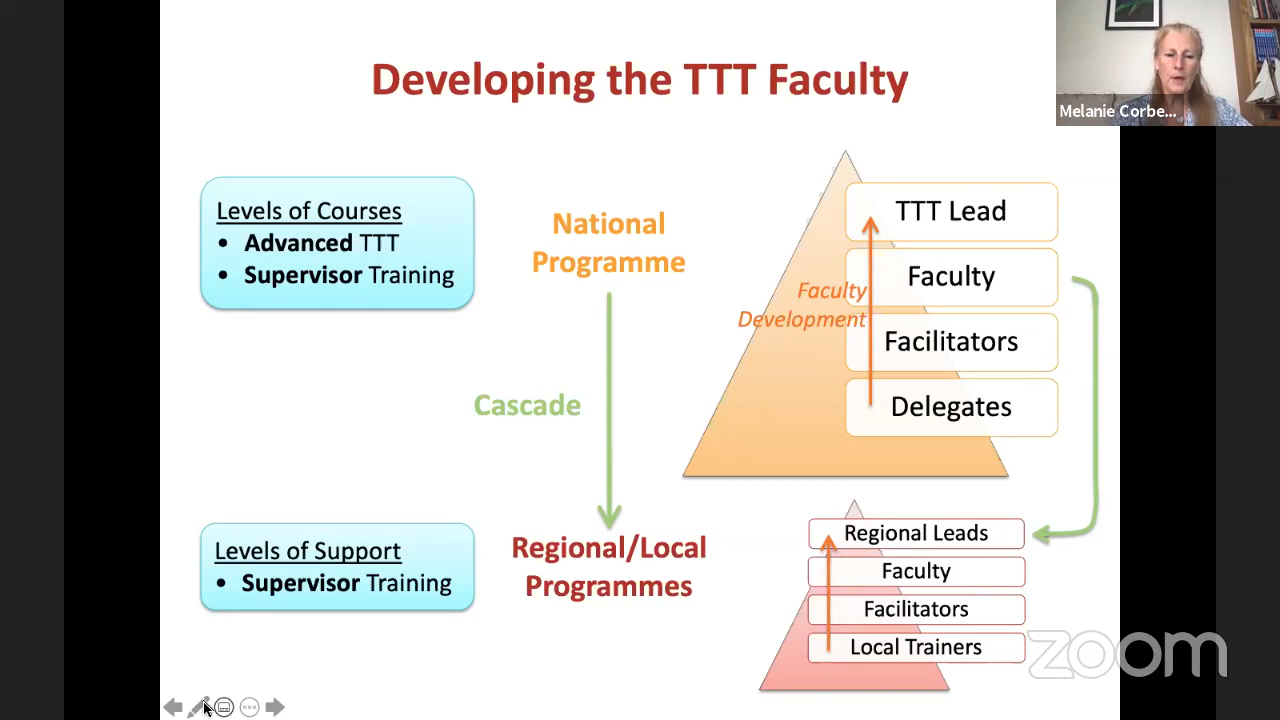 Developing the TTT Faculty
Melanie Corbe...
Levels of Courses
• Advanced TTT
• Supervisor Training
National
Programme
TTT Lead
Faculty
Facilitators
Delegates
Faculty
Development
Cascade
Levels of Support
• Supervisor Training
Regional/Local
Programmes
Regional Leads
Faculty
Facilitators
Local Trainers
zoom